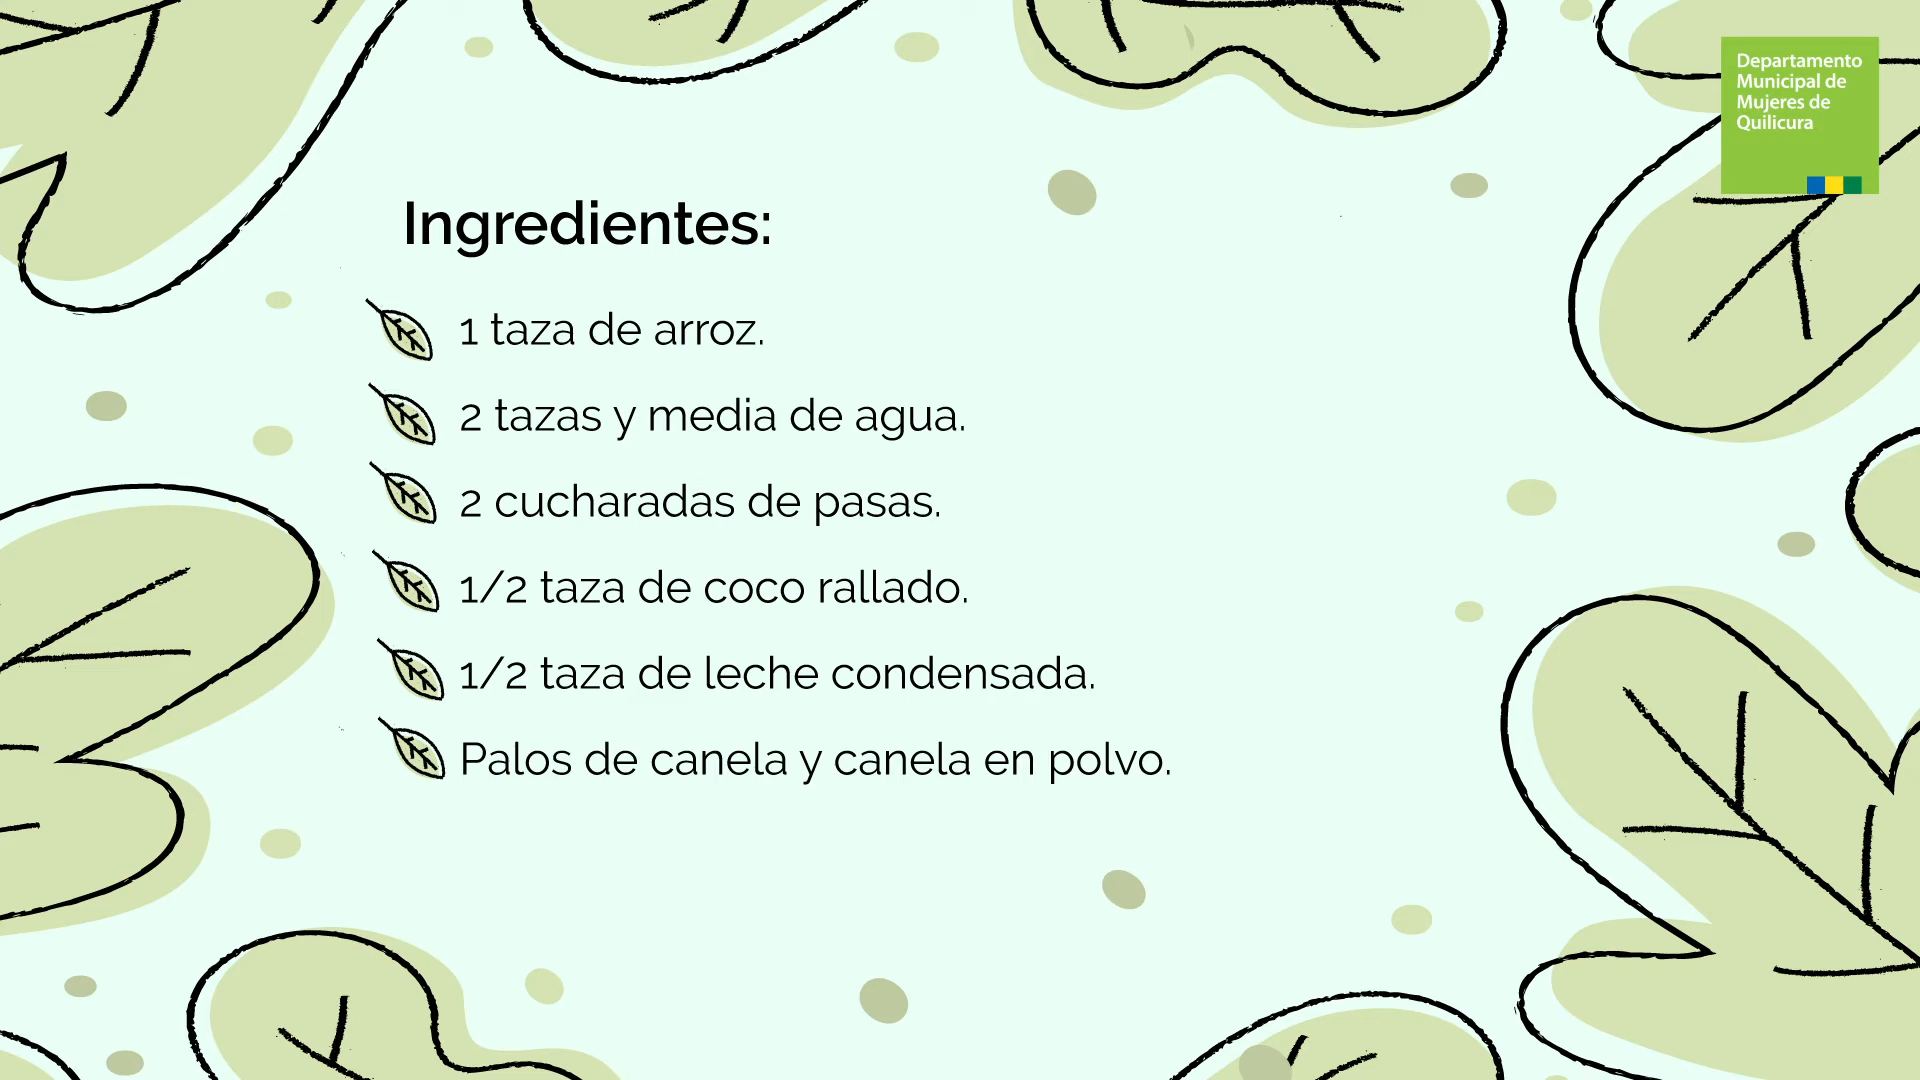 Departamento
Municipal de
Mujeres de
Quilicura
Ingredientes:
1 taza de arroz.
2 tazas y media de agua.
2 cucharadas de pasas.
1/2 taza de coco rallado.
1/2 taza de leche condensada.
Palos de canela y canela en polvo.